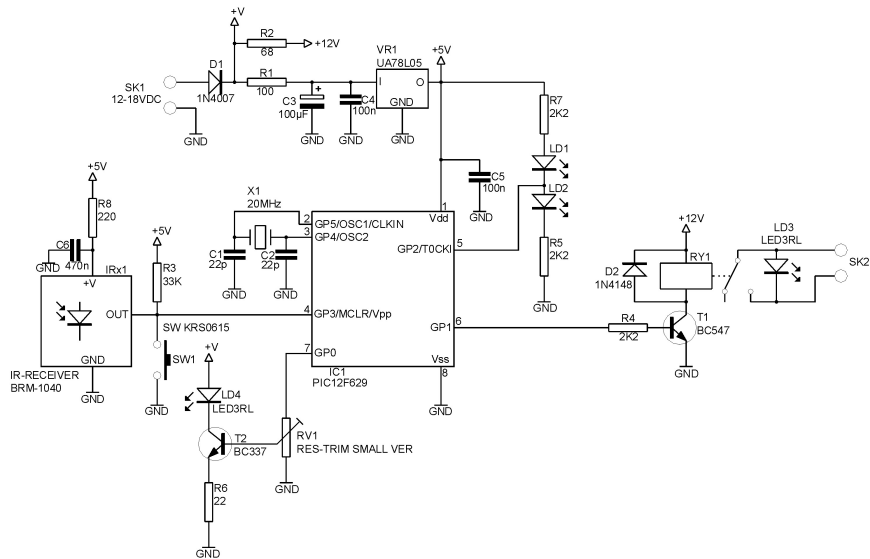 +V
R2
68
+12V
VR1
UA78L05
+5V
D1
1N4007
R1
100
I
O
GND
SK1
12-18VDC
C3
100µF
+
C4
100n
GND
GND
GND
GND
R7
2K2
LD1
LD2
C5
100n
GND
R5
2K2
GND
X1
20MHz
C1
22p
C2
22p
GND
GND
+5V
R8
220
C6
470n
GND
IRx1
+V
OUT
GND
IR-RECEIVER
BRM-1040
GND
+5V
R3
33K
SW KRS0615
SW1
GND
1
Vdd
2
GP5/OSC1/CLKIN
3
GP4/OSC2
GP2/T0CKI
5
4
GP3/MCLR/Vpp
GP1
6
7
GP0
Vss
8
IC1
PIC12F629
GND
+V
LD4
LED3RL
T2
BC337
R6
22
GND
RV1
RES-TRIM SMALL VER
GND
R4
2K2
+12V
D2
1N4148
RY1
T1
BC547
GND
LD3
LED3RL
SK2